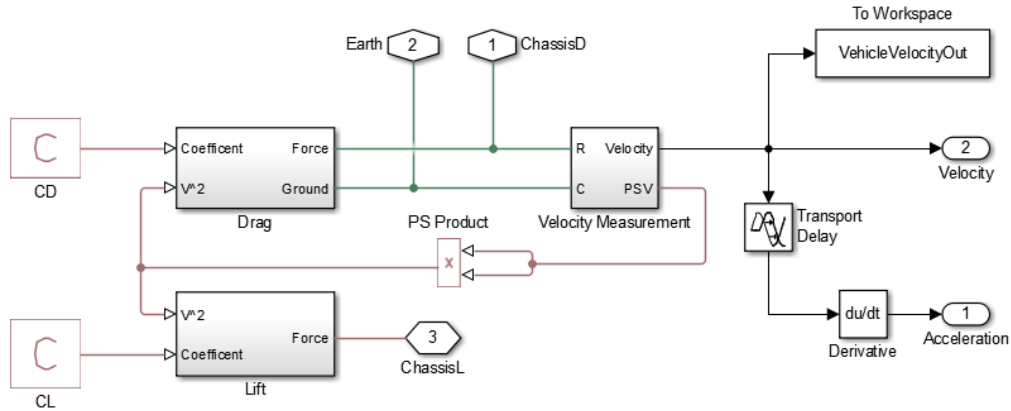 To Workspace
VehicleVelocityOut
Earth
2
1
ChassisD
C
CD
Coefficent
V^2
Force
Ground
Drag
R
C
Velocity
PSV
Velocity Measurement
2
Velocity
PS Product
x
Transport
Delay
V^2
Coefficent
Force
Lift
3
ChassisL
du/dt
Derivative
1
Acceleration
C
CL